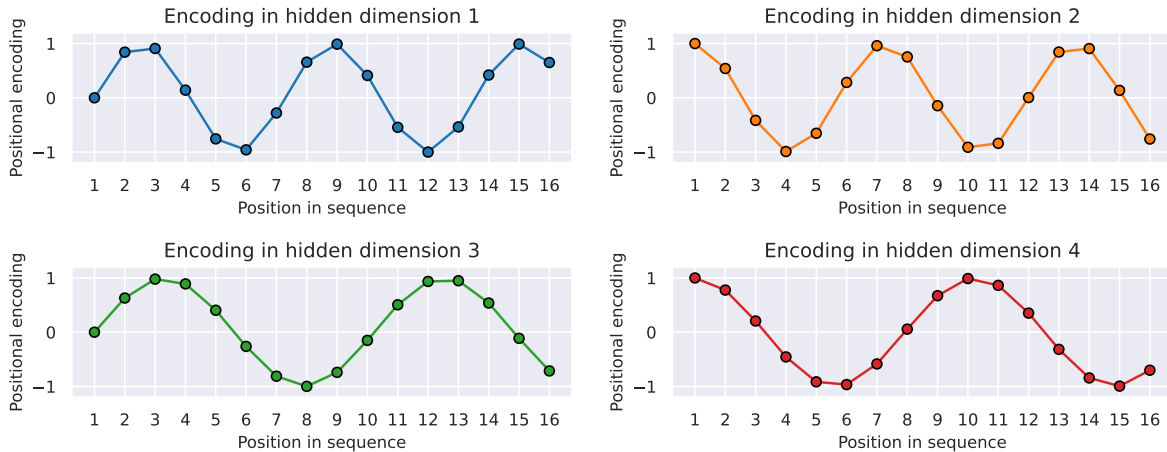 Encoding in hidden dimension 1
Positional encoding
1
0
−1
1 2 3 4 5 6 7 8 9 10 11 12 13 14 15 16
Position in sequence
Encoding in hidden dimension 2
Positional encoding
1
0
−1
1 2 3 4 5 6 7 8 9 10 11 12 13 14 15 16
Position in sequence
Encoding in hidden dimension 3
Positional encoding
1
0
−1
1 2 3 4 5 6 7 8 9 10 11 12 13 14 15 16
Position in sequence
Encoding in hidden dimension 4
Positional encoding
1
0
−1
1 2 3 4 5 6 7 8 9 10 11 12 13 14 15 16
Position in sequence